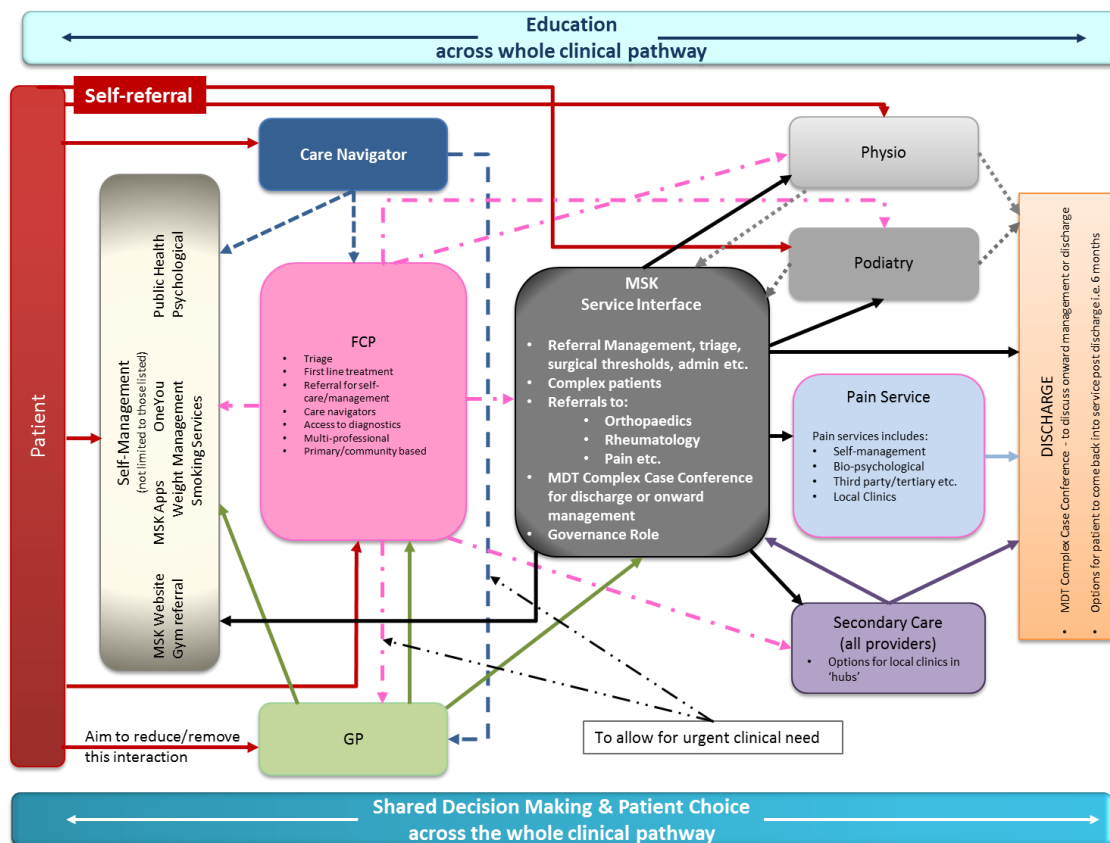 Education
across whole clinical pathway
Self-referral
Patient
Care Navigator
Physio
Podiatry
Self-Management
(not limited to those listed)
Public Health
Psychological
MSK Apps OneYou
Weight Management
Smoking Services
MSK Website
Gym referral
FCP
• Triage
• First line treatment
• Referral for self-
care/management
• Care navigators
• Access to diagnostics
• Multi-professional
• Primary/community based
MSK
Service Interface
• Referral Management, triage,
surgical thresholds, admin etc.
• Complex patients
• Referrals to:
• Orthopaedics
• Rheumatology
• Pain etc.
• MDT Complex Case Conference
for discharge or onward
management
• Governance Role
Pain Service
Pain services includes:
• Self-management
• Bio-psychological
• Third party/tertiary etc.
• Local Clinics
Secondary Care
(all providers)
• Options for local clinics in
‘hubs’
DISCHARGE
• MDT Complex Case Conference - to discuss onward management or discharge
• Options for patient to come back into service post discharge i.e. 6 months
GP
Aim to reduce/remove
this interaction
To allow for urgent clinical need
Shared Decision Making & Patient Choice
across the whole clinical pathway